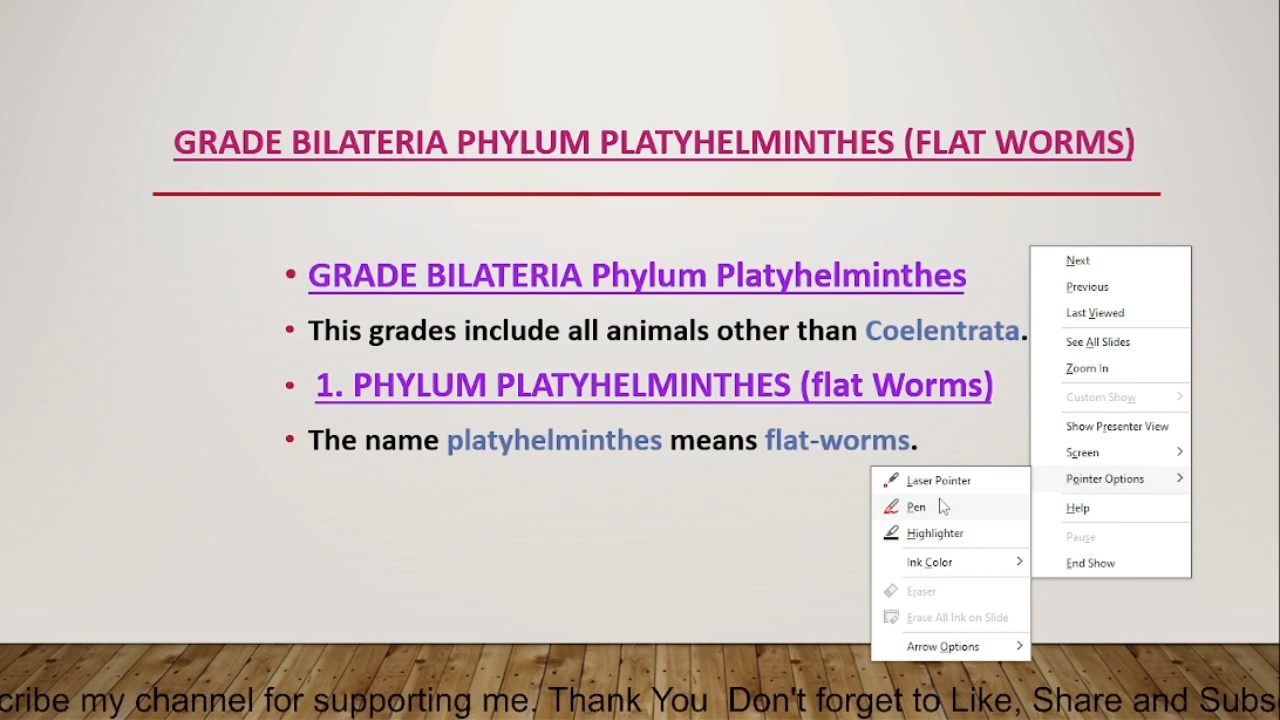 GRADE BILATERIA PHYLUM PLATYHELMINTHES (FLAT WORMS)
• GRADE BILATERIA Phylum Platyhelminthes
• This grades include all animals other than Coelentrata.
• 1. PHYLUM PLATYHELMINTHES (flat Worms)
• The name platyhelminthes means flat-worms.
Next
Previous
Last Viewed
See All Slides
Zoom In
Custom Show
Show Presenter View
Screen
Pointer Options
Help
Pause
End Show
Laser Pointer
Pen
Highlighter
Ink Color
Eraser
Erase All Ink on Slide
Arrow Options
cribe my channel for supporting me. Thank You Don't forget to Like, Share and Subs